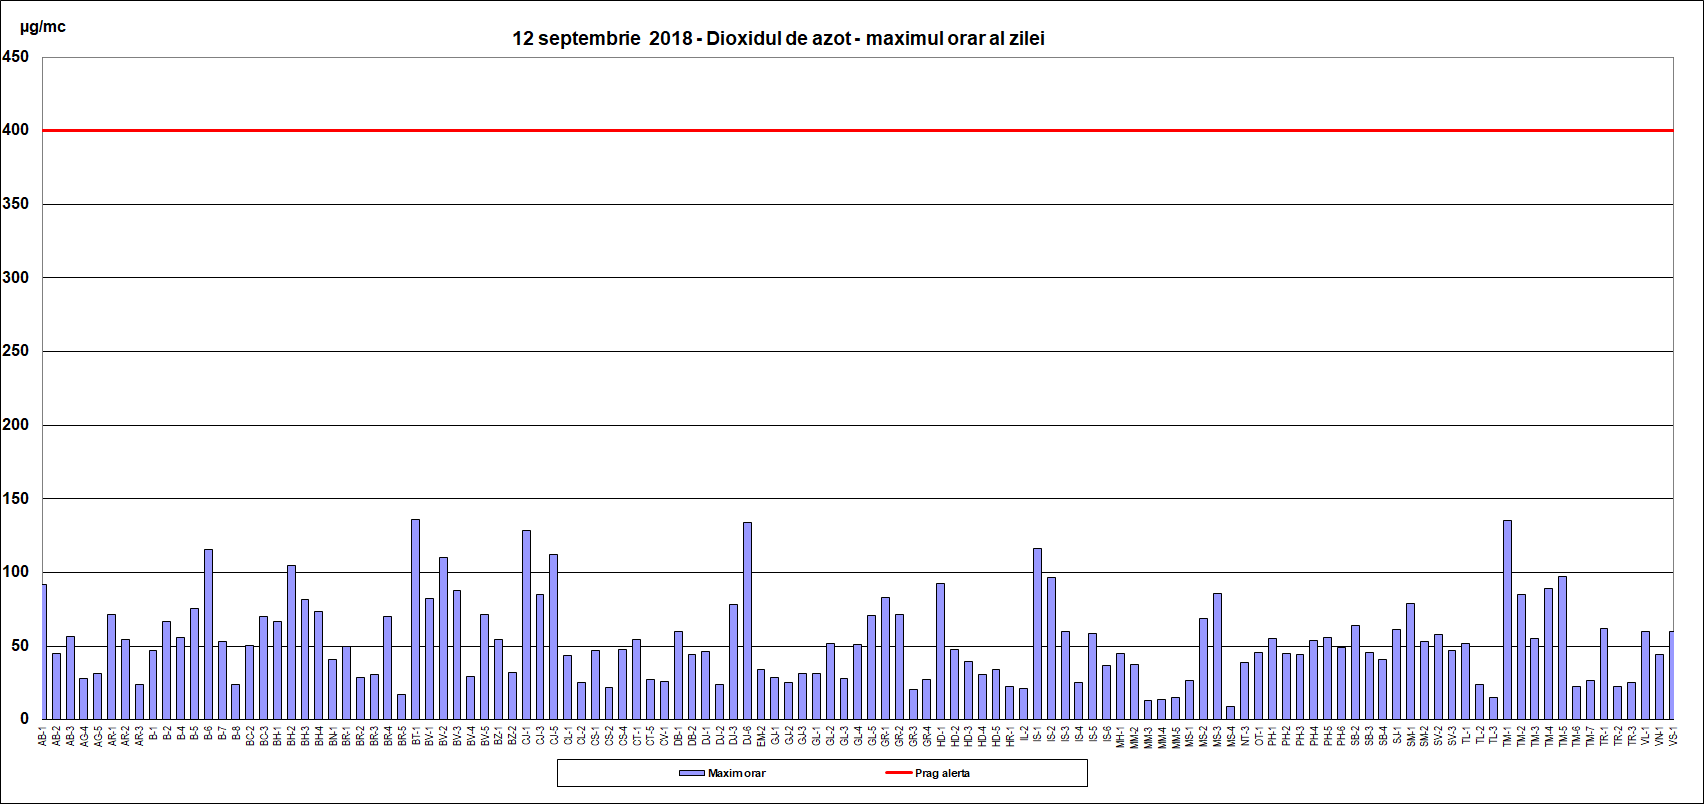 µg/mc
12 septembrie 2018 - Dioxidul de azot - maximul orar al zilei
450
400
350
300
250
200
150
100
50
0
AB-1 AB-2 AB-3 AG-4 AG-5 AR-1 AR-2 AR-3 B-1 B-2 B-4 B-5 B-6 B-7 B-8 BC-2 BC-3 BH-1 BH-2 BH-3 BH-4 BN-1 BR-1 BR-2 BR-3 BR-4 BR-5 BT-1 BV-1 BV-2 BV-3 BV-4 BV-5 BZ-1 BZ-2 CJ-1 CJ-3 CJ-5 CL-1 CL-2 CS-1 CS-2 CS-4 CT-1 CT-5 CV-1 DB-1 DB-2 DJ-1 DJ-2 DJ-3 DJ-6 EM-2 GJ-1 GJ-2 GJ-3 GL-1 GL-2 GL-3 GL-4 GL-5 GR-1 GR-2 GR-3 GR-4 HD-1 HD-2 HD-3 HD-4 HD-5 HR-1 IL-2 IS-1 IS-2 IS-3 IS-4 IS-5 IS-6 MH-1 MM-2 MM-3 MM-4 MM-5 MS-1 MS-2 MS-3 MS-4 NT-3 OT-1 PH-1 PH-2 PH-3 PH-4 PH-5 PH-6 SB-2 SB-3 SB-4 SJ-1 SM-1 SM-2 SV-2 SV-3 TL-1 TL-2 TL-3 TM-1 TM-2 TM-3 TM-4 TM-5 TM-6 TM-7 TR-1 TR-2 TR-3 VL-1 VN-1 VS-1
Maxim orar Prag alerta